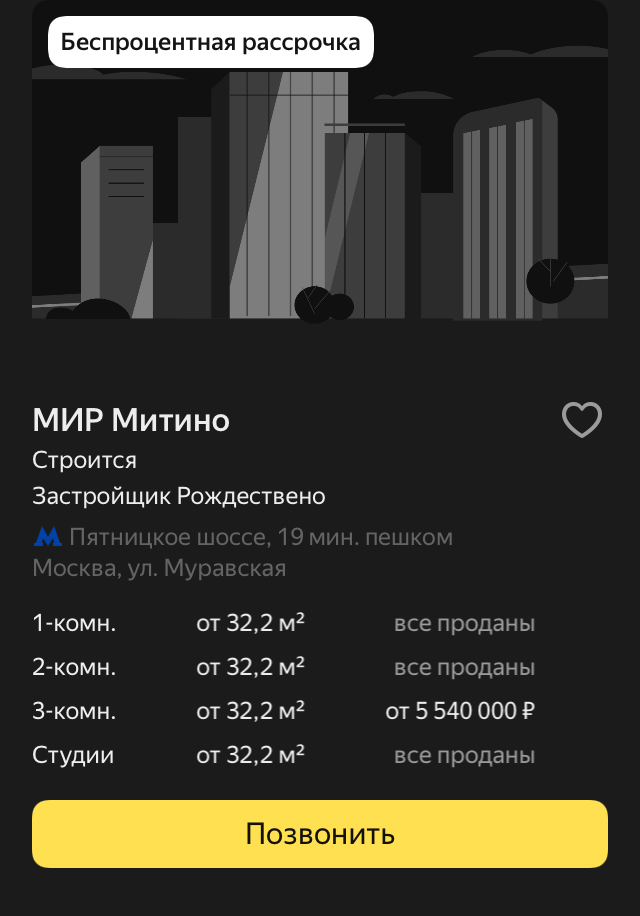 Беспроцентная рассрочка
МИР Митино
Строится
Застройщик Рождествено
Пятницкое шоссе, 19 мин. пешком
Москва, ул. Муравская
1-комн. от 32,2 м² все проданы
2-комн. от 32,2 м² все проданы
3-комн. от 32,2 м² от 5 540 000 ₽
Студии от 32,2 м² все проданы
Позвонить